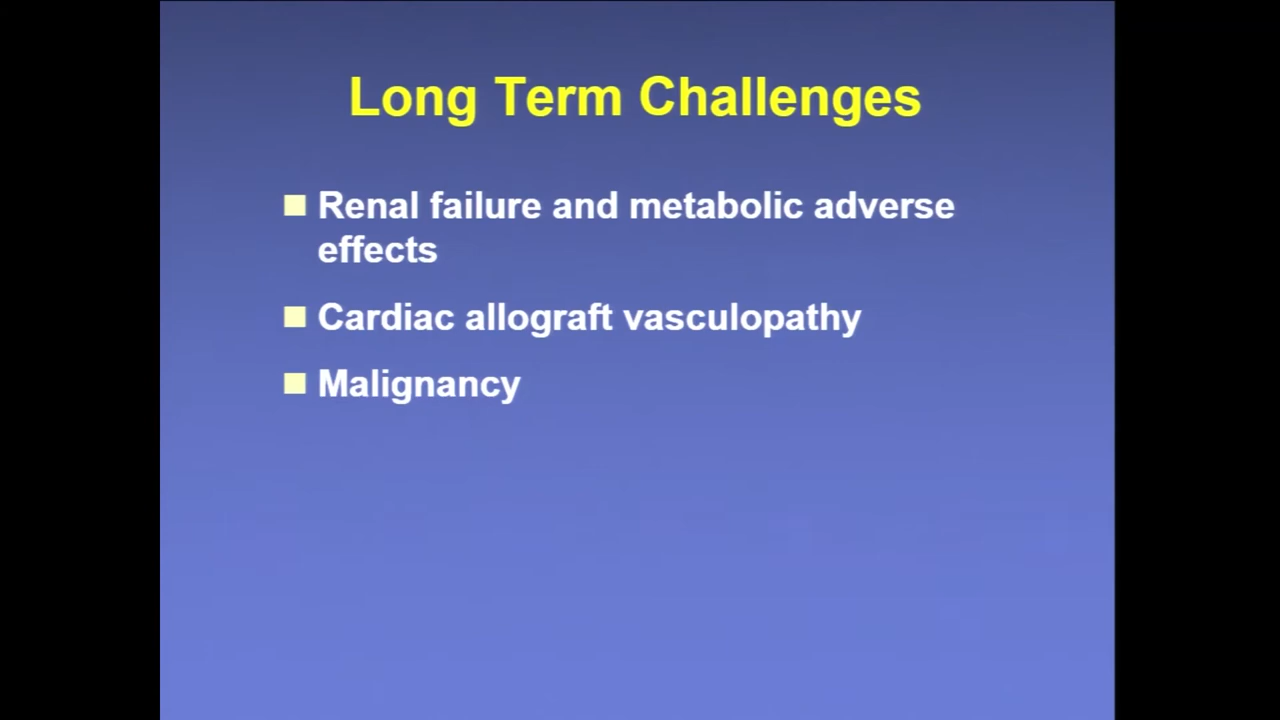 Long Term Challenges
Renal failure and metabolic adverse
effects
Cardiac allograft vasculopathy
Malignancy